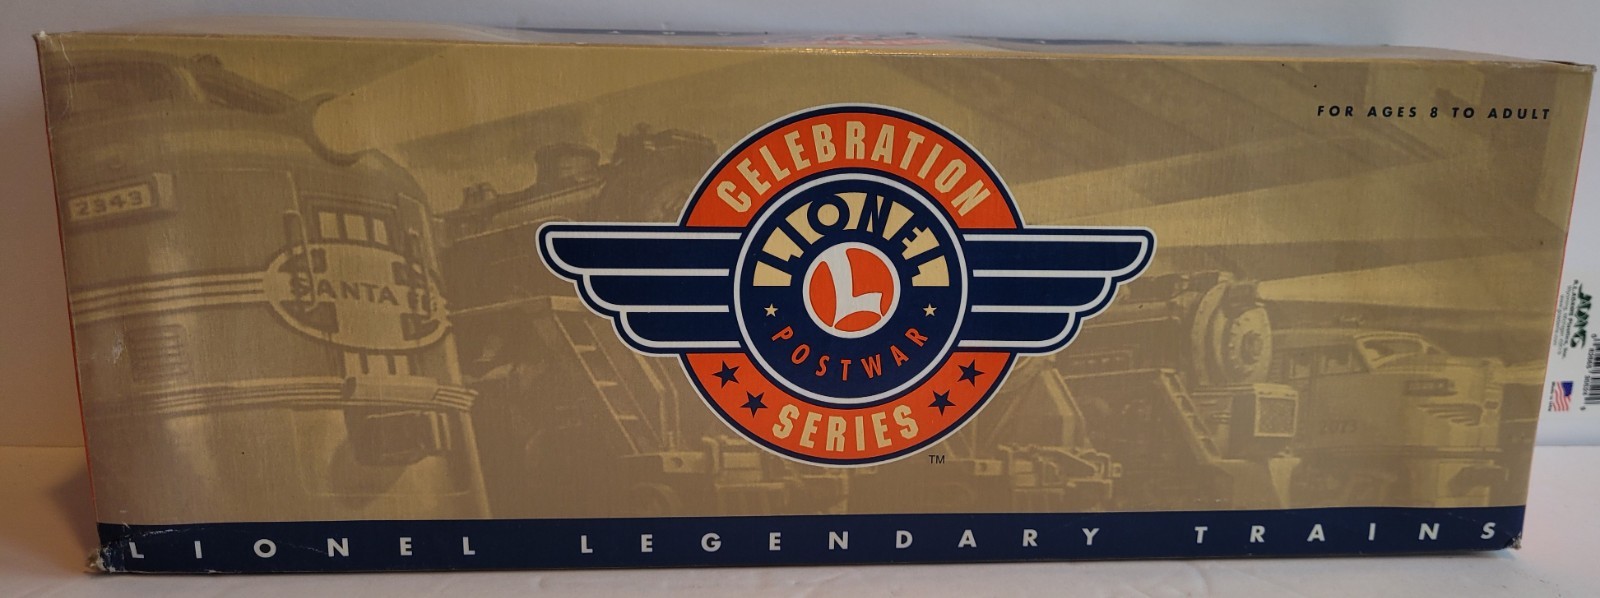 FOR AGES 8 TO ADULT
CELEBRATION
LIONEL
L
POSTWAR
SERIES
TM
2343
SANTA FE
LIONEL LEGENDARY TRAINS